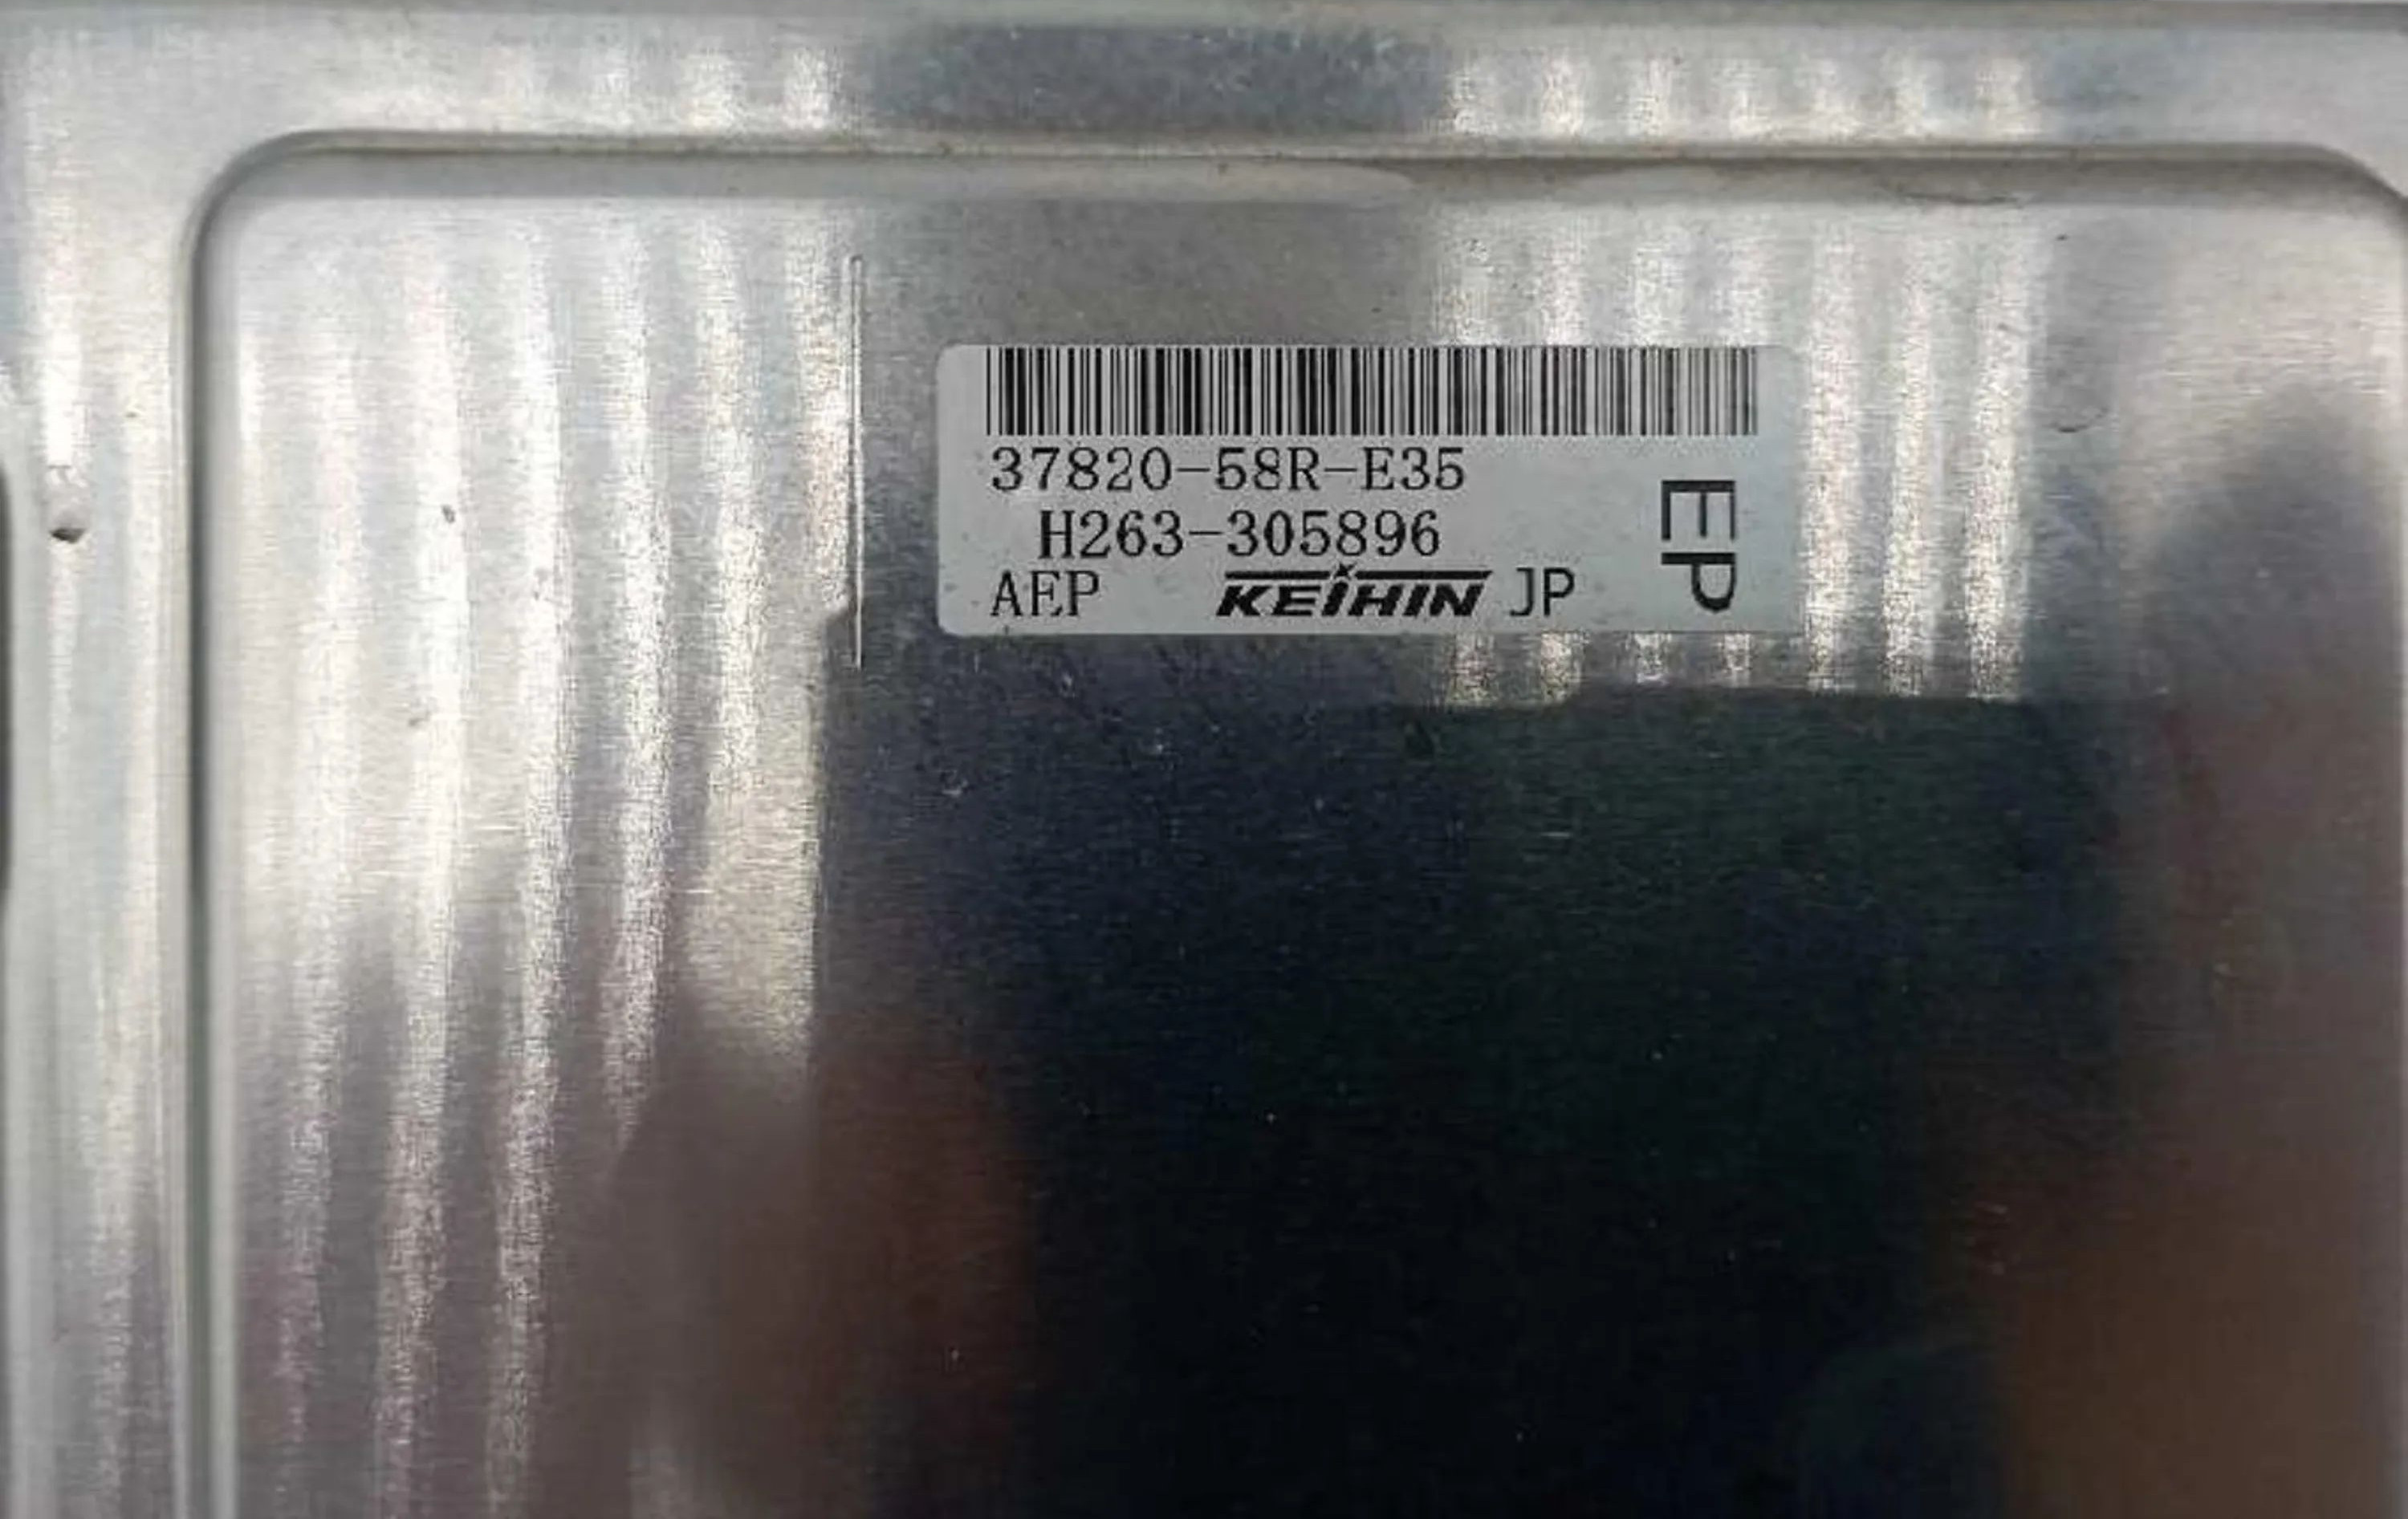 37820-58R-E35
H263-305896
AEP KEIHIN JP
EP